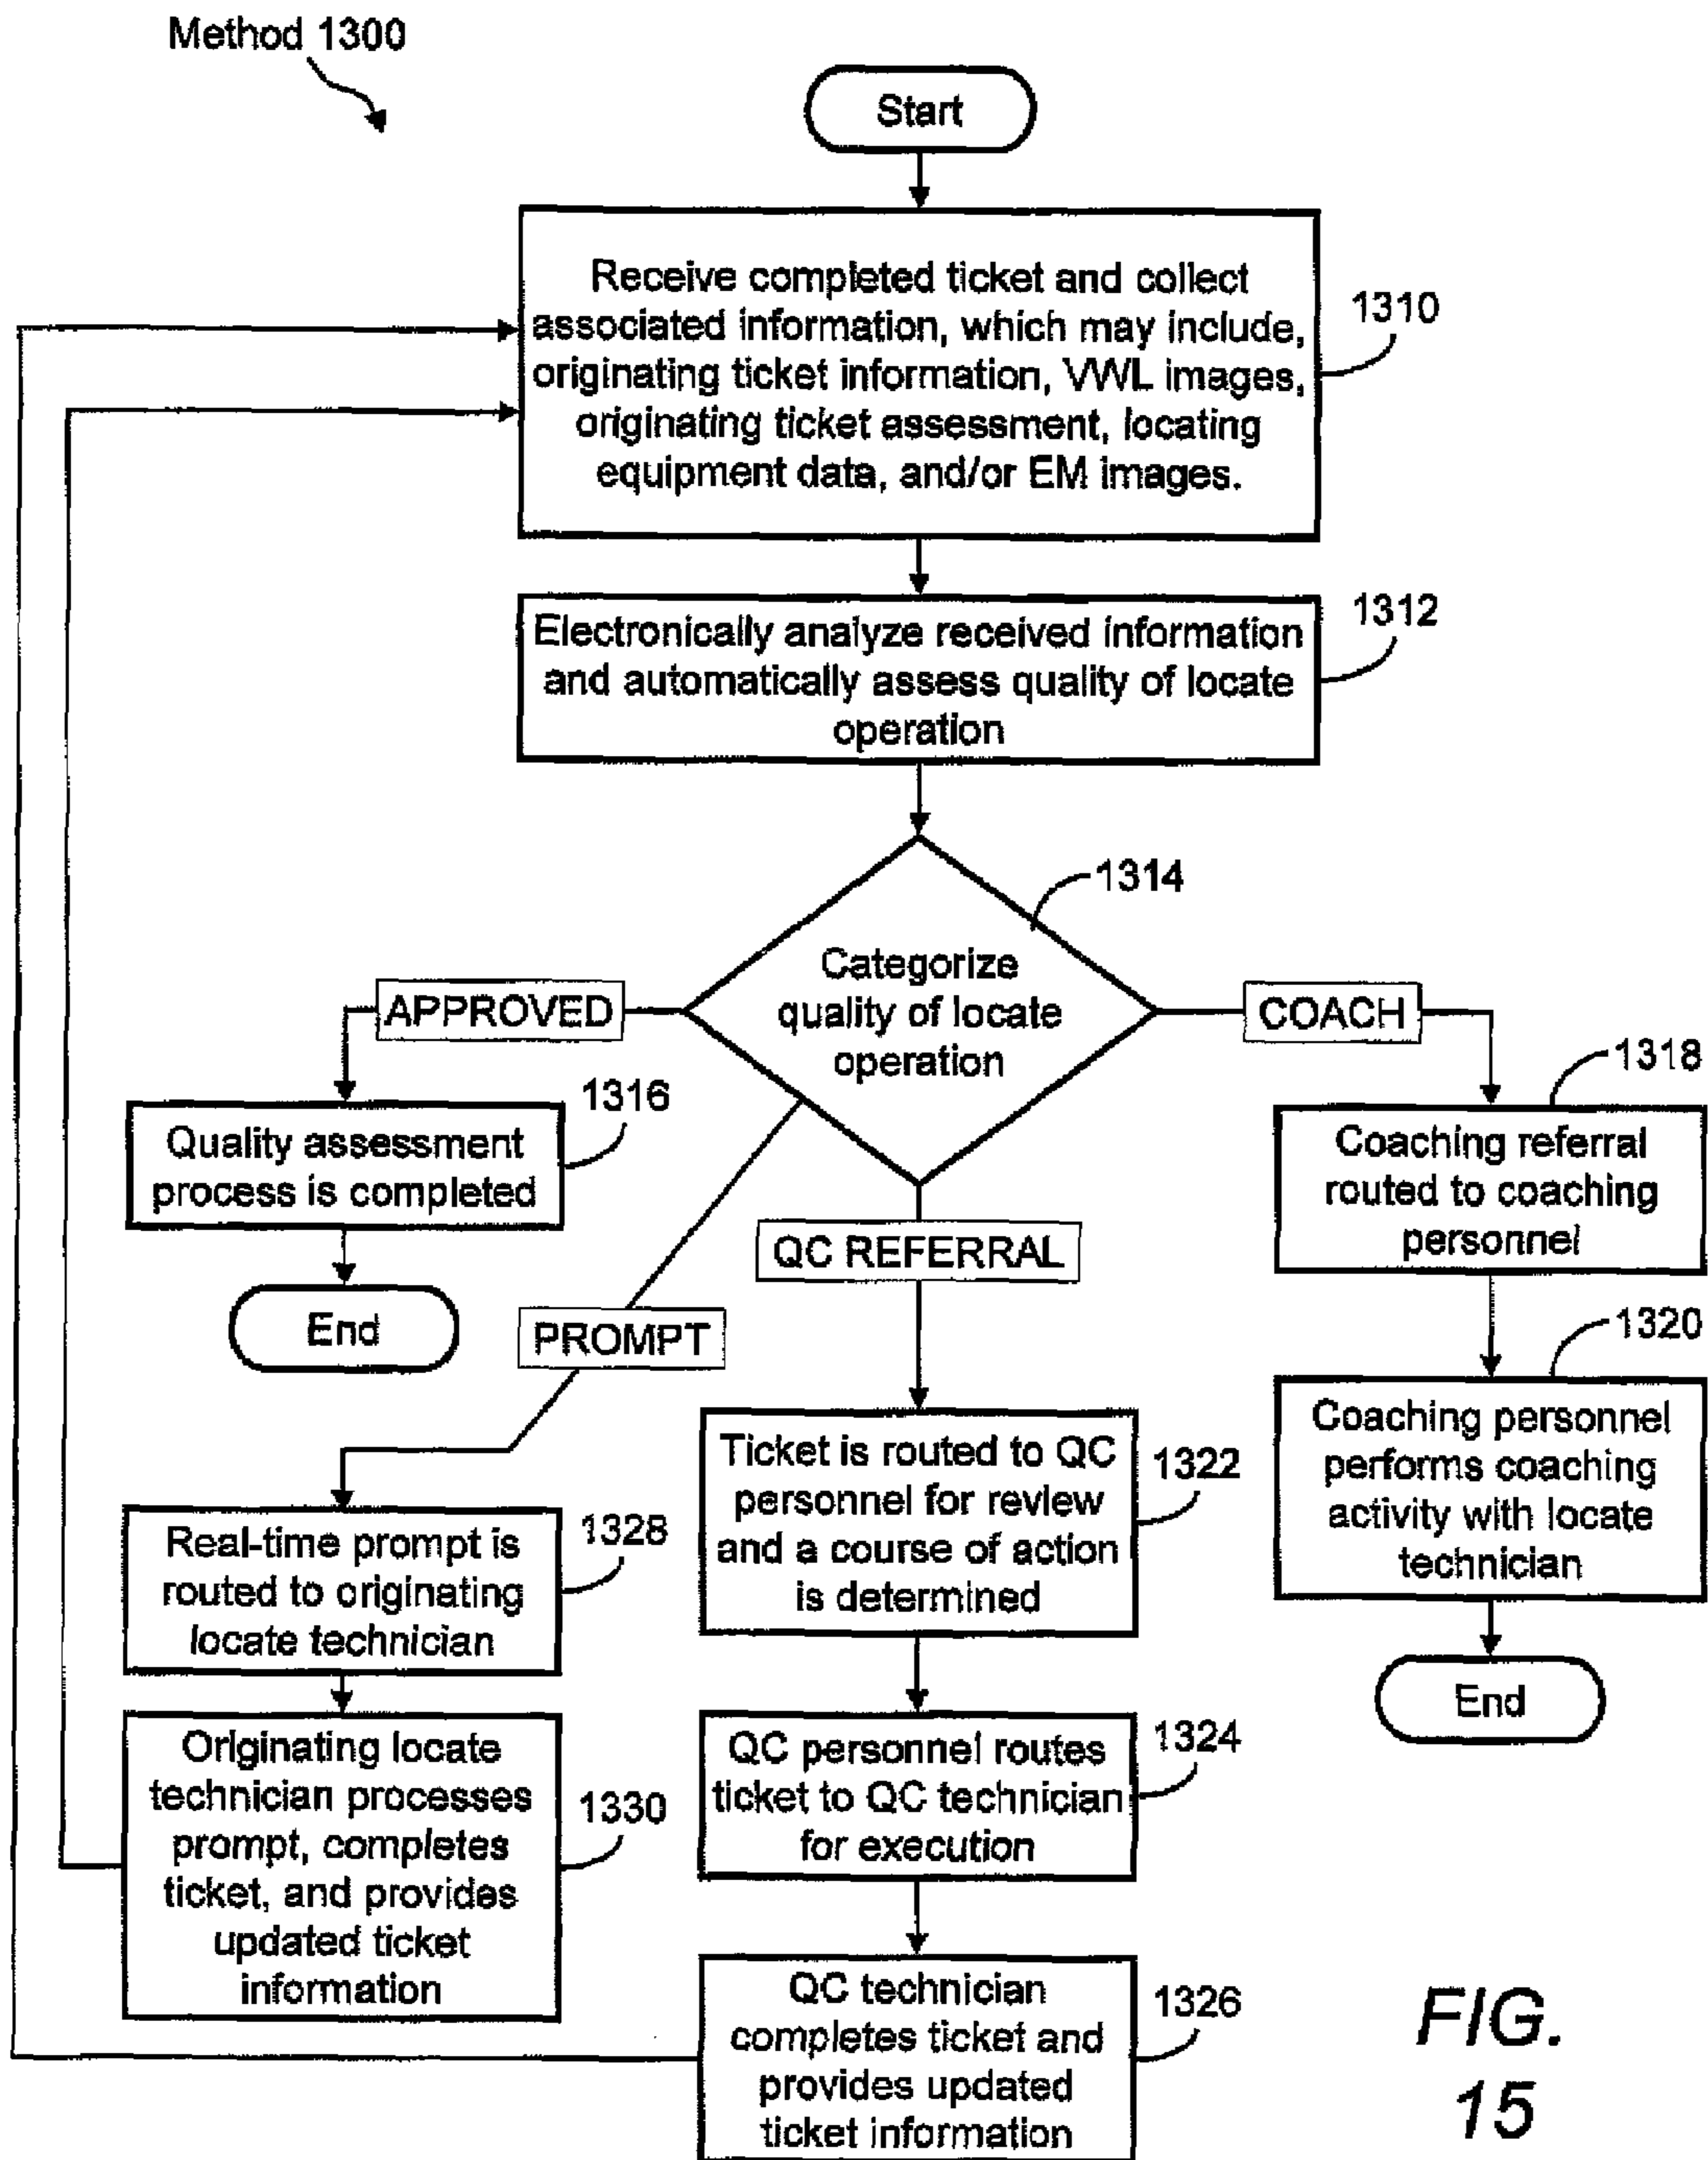 Method 1300
Start
Receive completed ticket and collect
associated information, which may include,
originating ticket information, VWL images,
originating ticket assessment, locating
equipment data, and/or EM images.
1310
Electronically analyze received information
and automatically assess quality of locate
operation
1312
Categorize
quality of locate
operation
1314
APPROVED
COACH
QC REFERRAL
PROMPT
Quality assessment
process is completed
1316
End
Coaching referral
routed to coaching
personnel
1318
Coaching personnel
performs coaching
activity with locate
technician
1320
End
Ticket is routed to QC
personnel for review
and a course of action
is determined
1322
QC personnel routes
ticket to QC technician
for execution
1324
QC technician
completes ticket and
provides updated
ticket information
1326
Real-time prompt is
routed to originating
locate technician
1328
Originating locate
technician processes
prompt, completes
ticket, and provides
updated ticket
information
1330
FIG.
15